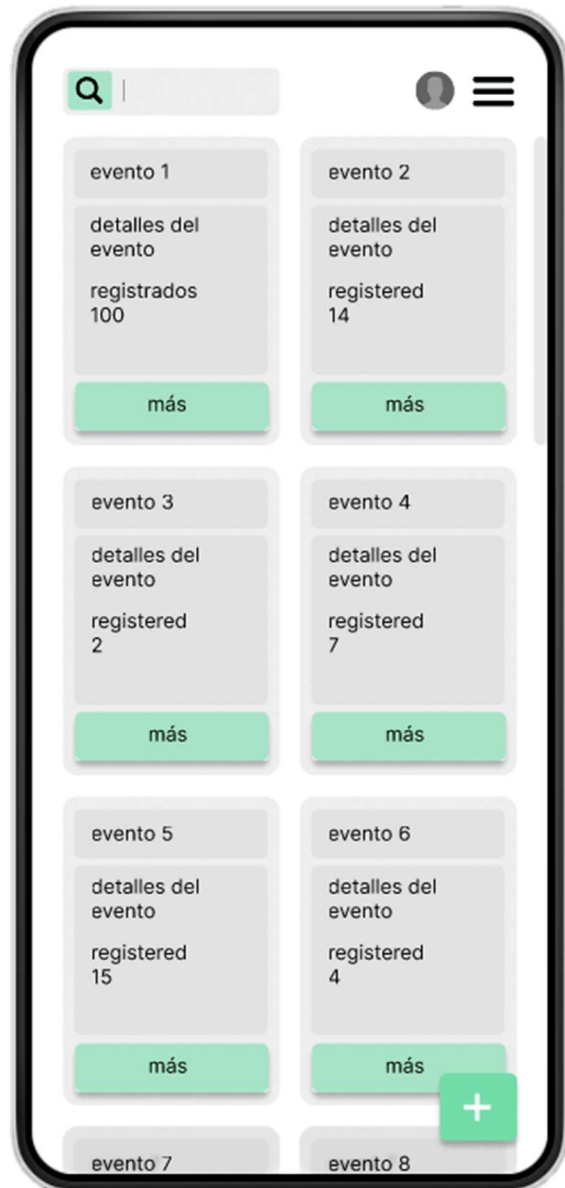 evento 1
detalles del
evento
registrados
100
más
evento 2
detalles del
evento
registered
14
más
evento 3
detalles del
evento
registered
2
más
evento 4
detalles del
evento
registered
7
más
evento 5
detalles del
evento
registered
15
más
evento 6
detalles del
evento
registered
4
más
+
evento 7
evento 8